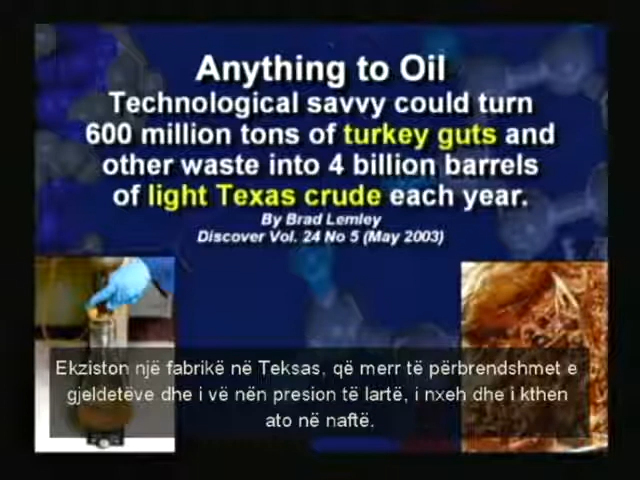 Anything to Oil
Technological savvy could turn
600 million tons of turkey guts and
other waste into 4 billion barrels
of light Texas crude each year.
By Brad Lemley
Discover Vol. 24 No 5 (May 2003)
Ekziston një fabrikë në Teksas, që merr të përbrendshmet e
gjeldetëve dhe i vë nën presion të lartë, i nxeh dhe i kthen
ato në naftë.